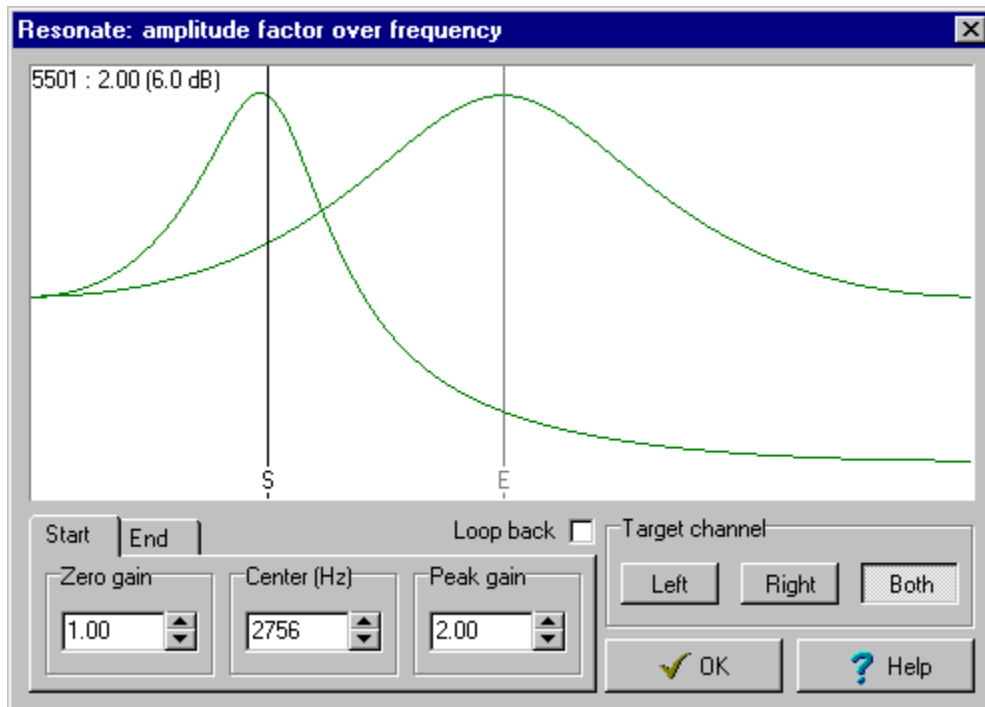 Resonate: amplitude factor over frequency
5501 : 2.00 (6.0 dB)
S E
Start End
Loop back
Target channel
Zero gain Center (Hz) Peak gain
Left Right Both
1.00 2756 2.00
OK Help